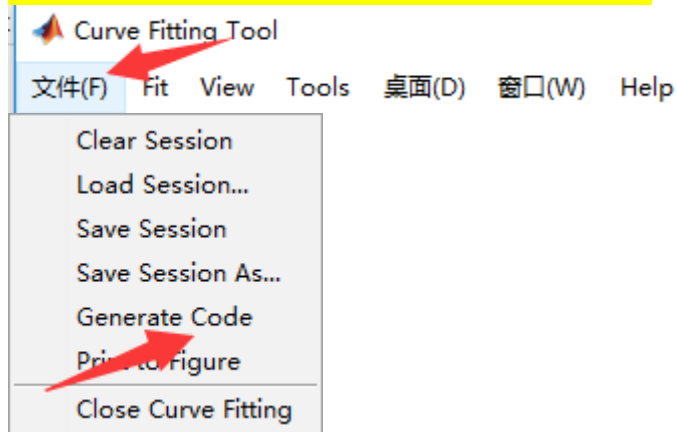 Curve Fitting Tool
文件(F) Fit View Tools 桌面(D) 窗口(W) Help
Clear Session
Load Session...
Save Session
Save Session As...
Generate Code
Print to Figure
Close Curve Fitting